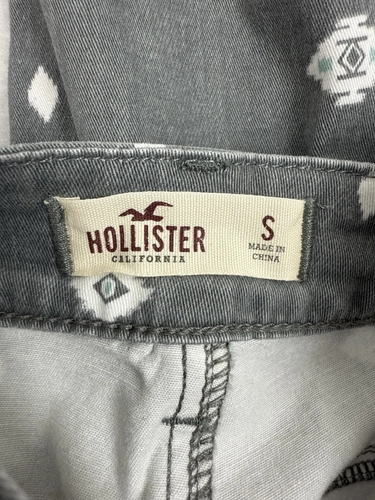 HOLLISTER
CALIFORNIA
S
MADE IN
CHINA